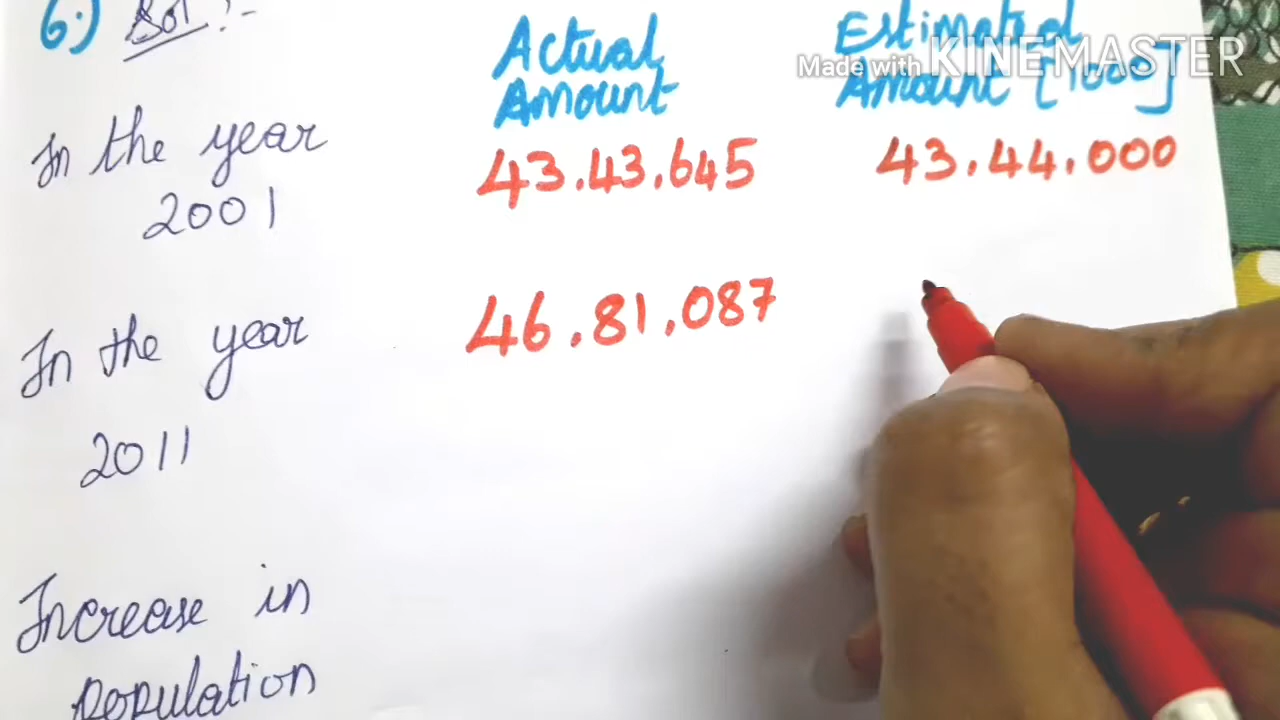 6.) Sol :-
Actual Amount
Estimated Amount [1000]
Made with KINEMASTER
In the year 2001
43.43.645
43.44.000
In the year 2011
46.81.087
Increase in
population